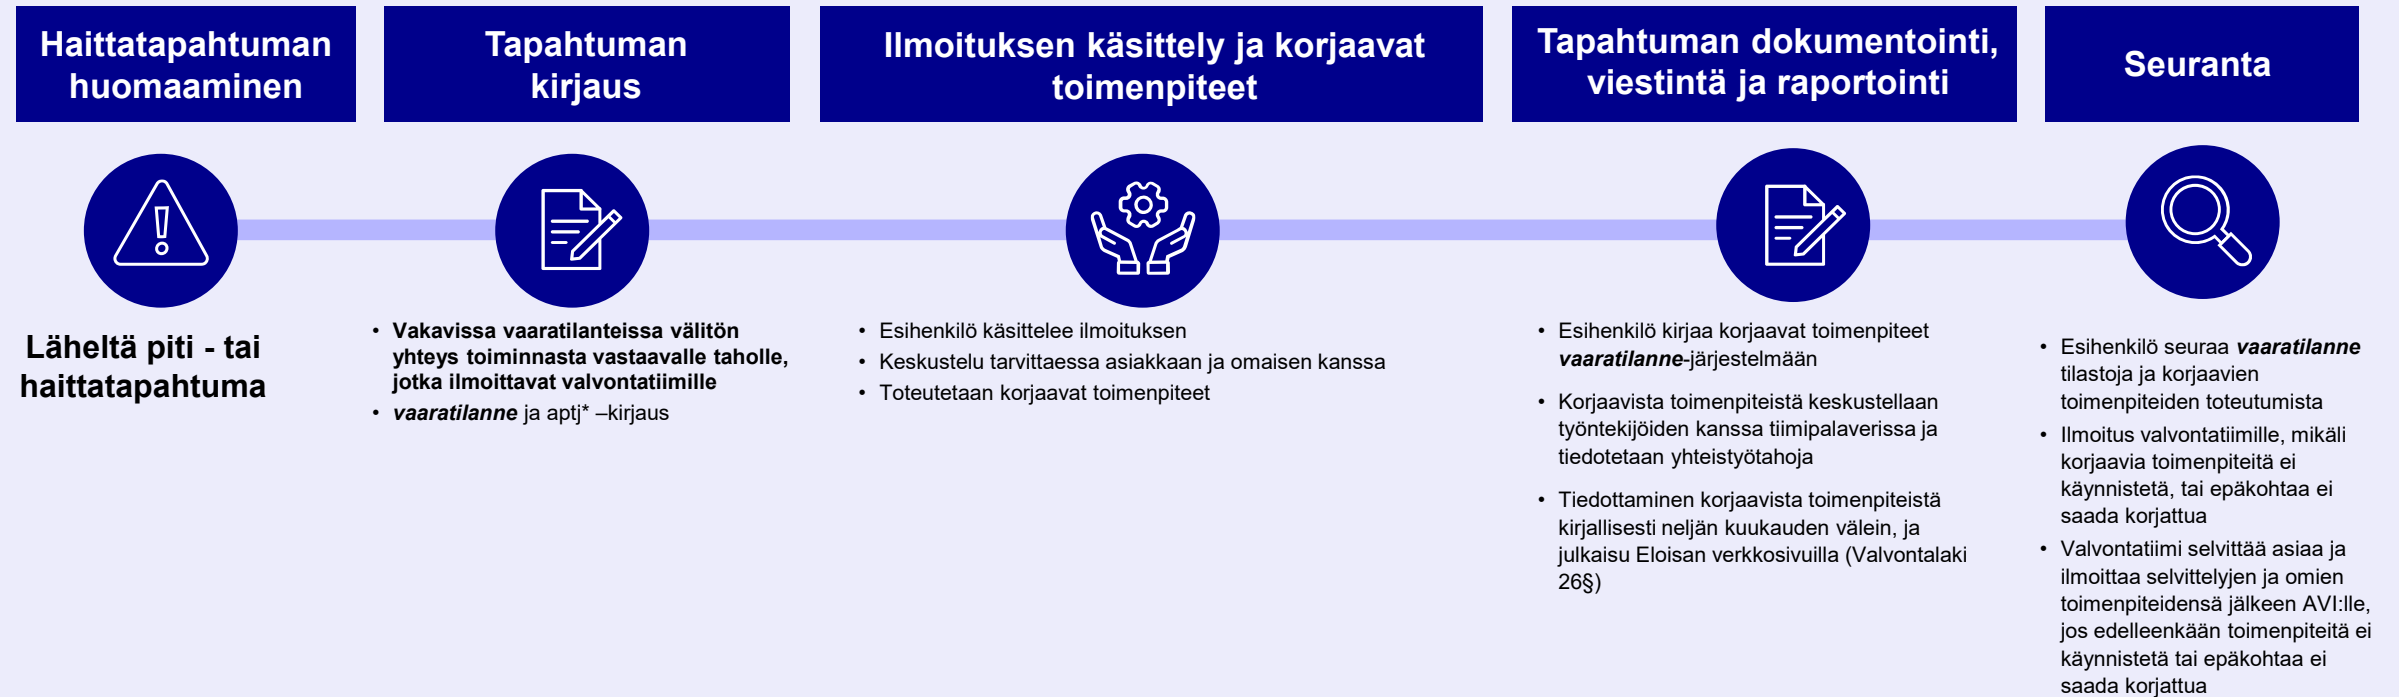 Haittatapahtuman
huomaaminen
Tapahtuman
kirjaus
Ilmoituksen käsittely ja korjaavat
toimenpiteet
Tapahtuman dokumentointi,
viestintä ja raportointi
Seuranta
Läheltä piti - tai
haittatapahtuma
• Vakavissa vaaratilanteissa välitön
yhteys toiminnasta vastaavalle taholle,
jotka ilmoittavat valvontatiimille
• vaaratilanne ja aptj* –kirjaus
• Esihenkilö käsittelee ilmoituksen
• Keskustelu tarvittaessa asiakkaan ja omaisen kanssa
• Toteutetaan korjaavat toimenpiteet
• Esihenkilö kirjaa korjaavat toimenpiteet
vaaratilanne-järjestelmään
• Korjaavista toimenpiteistä keskustellaan
työntekijöiden kanssa tiimipalaverissa ja
tiedotetaan yhteistyötahoja
• Tiedottaminen korjaavista toimenpiteistä
kirjallisesti neljän kuukauden välein, ja
julkaisu Eloisan verkkosivuilla (Valvontalaki
26§)
• Esihenkilö seuraa vaaratilanne
tilastoja ja korjaavien
toimenpiteiden toteutumista
• Ilmoitus valvontatiimille, mikäli
korjaavia toimenpiteitä ei
käynnistetä, tai epäkohtaa ei
saada korjattua
• Valvontatiimi selvittää asiaa ja
ilmoittaa selvittelyjen ja omien
toimenpiteidensä jälkeen AVI:lle,
jos edelleenkään toimenpiteitä ei
käynnistetä tai epäkohtaa ei
saada korjattua